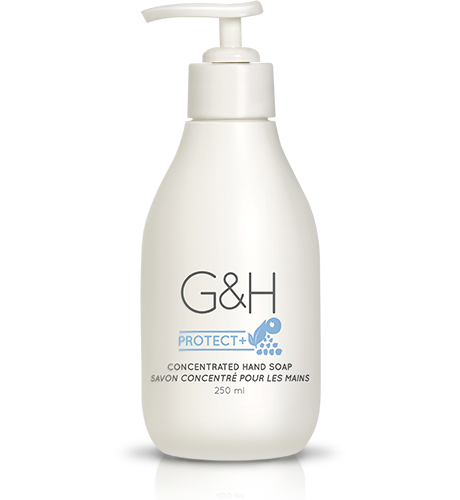 G&H
PROTECT+
CONCENTRATED HAND SOAP
SAVON CONCENTRÉ POUR LES MAINS
250 ml